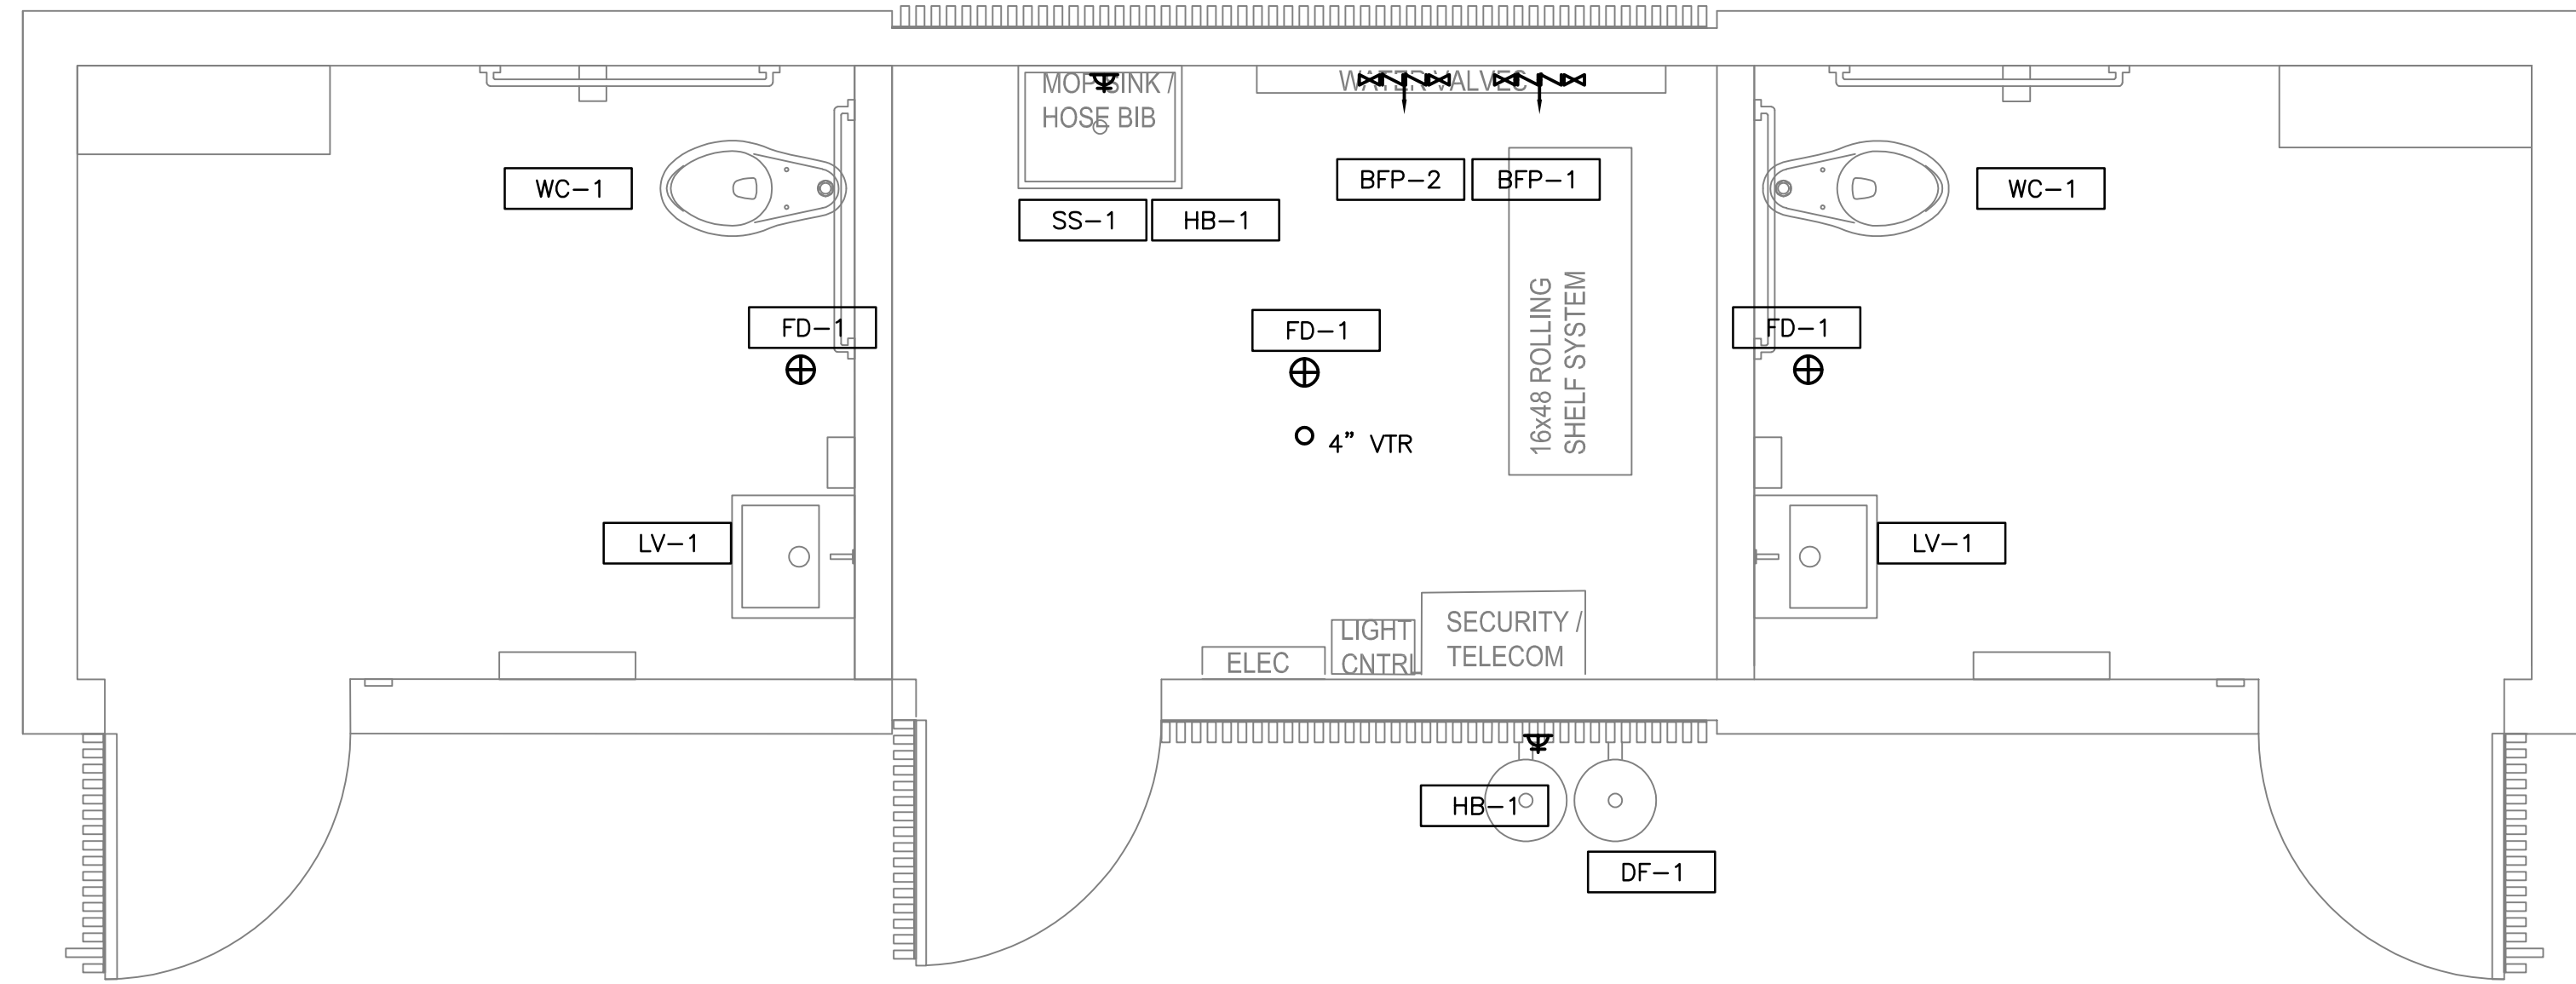 MOP SINK /
HOSE BIB
WATER VALVES
WC-1
BFP-2
BFP-1
WC-1
SS-1
HB-1
FD-1
FD-1
FD-1
16x48 ROLLING
SHELF SYSTEM
4" VTR
LV-1
LV-1
ELEC
LIGHT
CNTRL
SECURITY /
TELECOM
HB-1
DF-1